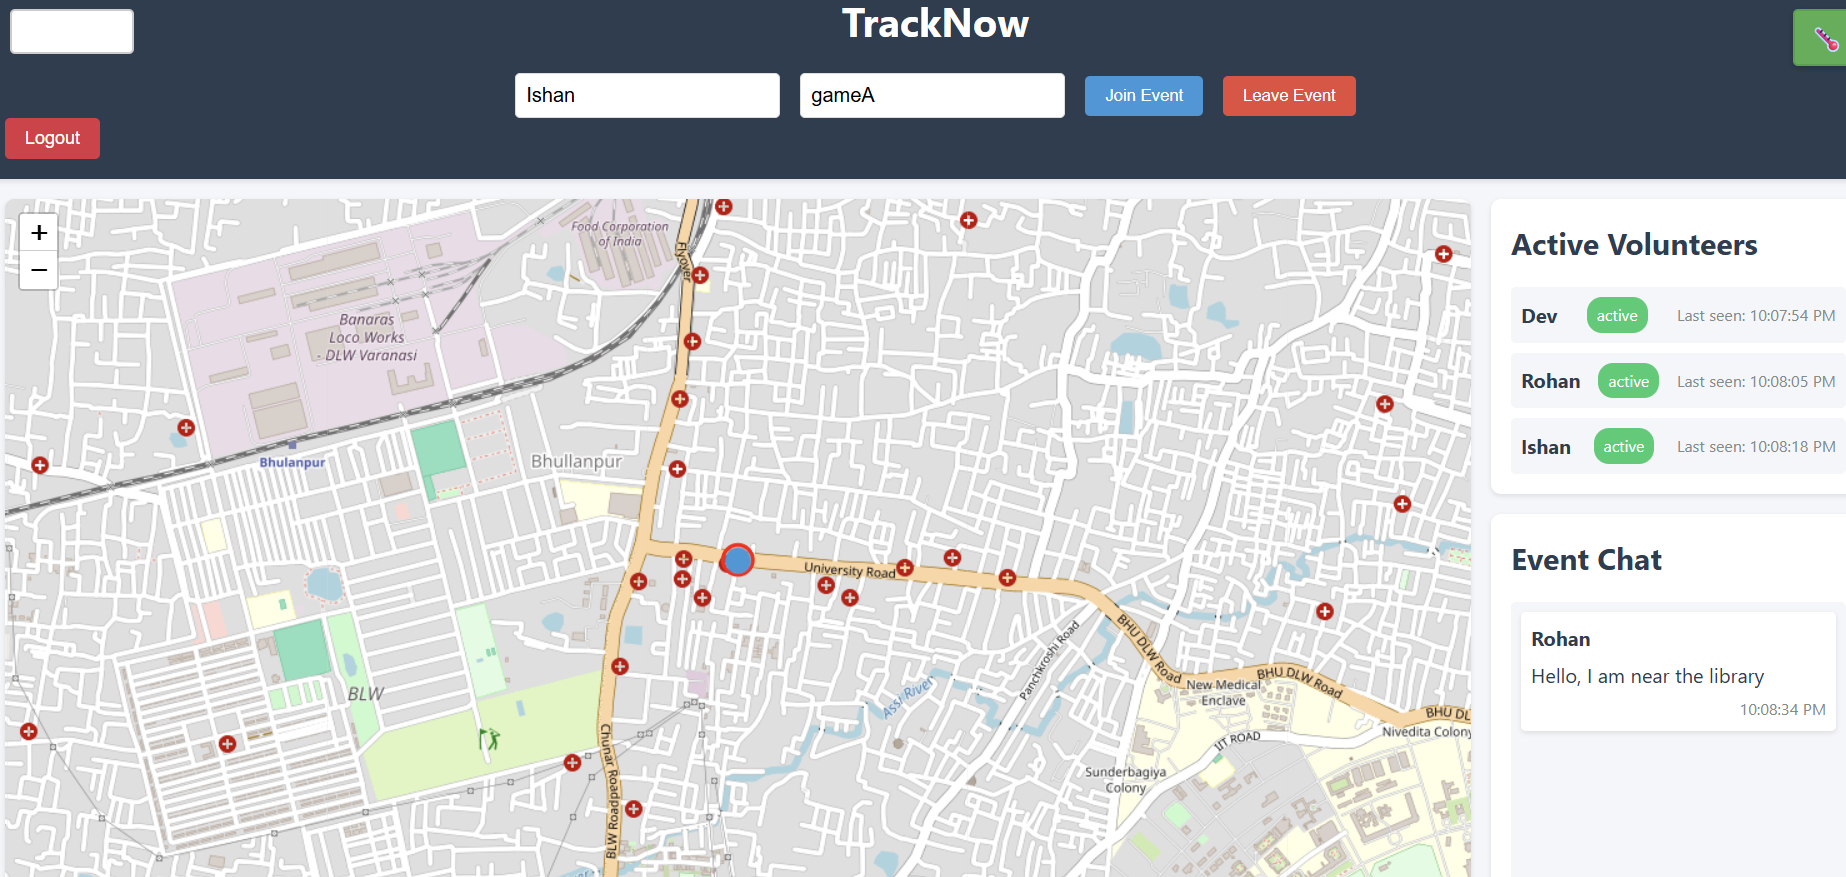 TrackNow
Ishan
gameA
Join Event
Leave Event
Logout
+
−
Food Corporation
of India
Flyover
Banaras
Loco Works
- DLW Varanasi
Bhulanpur
Bhullanpur
University Road
BHU DLW Road
Panchkroshi Road
BHU DLW Road
BHU DL
New Medical
Enclave
Nivedita Colony
IIT ROAD
Sunderbagiya
Colony
Assi River
BLW
Chunar Road
BLW Road
Active Volunteers
Dev active Last seen: 10:07:54 PM
Rohan active Last seen: 10:08:05 PM
Ishan active Last seen: 10:08:18 PM
Event Chat
Rohan
Hello, I am near the library
10:08:34 PM